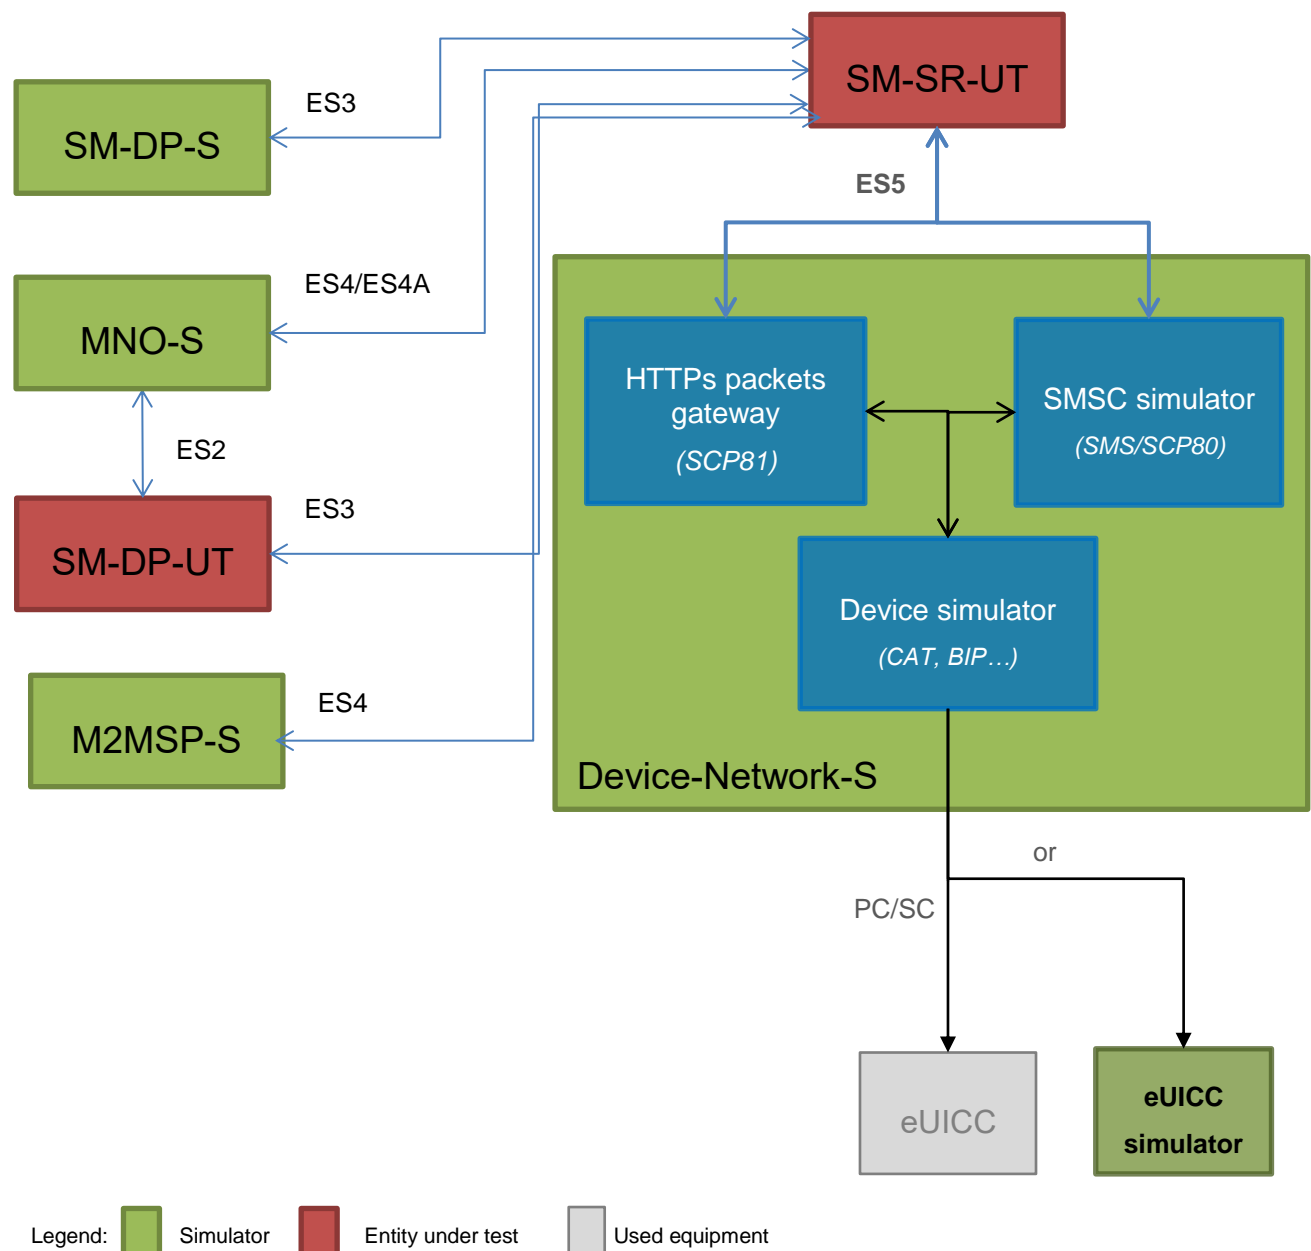 SM-SR-UT
ES3
SM-DP-S
ES5
ES4/ES4A
MNO-S
HTTPs packets
gateway
(SCP81)
SMSC simulator
(SMS/SCP80)
ES2
ES3
SM-DP-UT
Device simulator
(CAT, BIP…)
ES4
M2MSP-S
Device-Network-S
or
PC/SC
eUICC
eUICC
simulator
Legend: Simulator Entity under test Used equipment